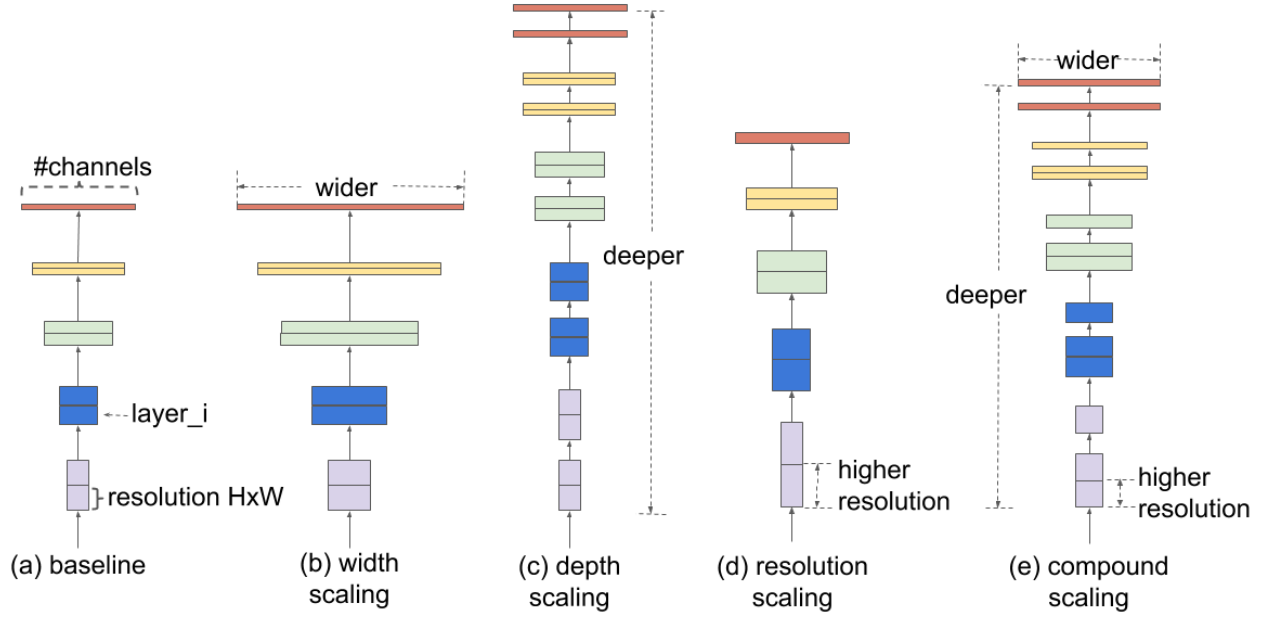 #channels
layer_i
resolution HxW
(a) baseline
wider
(b) width
scaling
deeper
(c) depth
scaling
higher
resolution
(d) resolution
scaling
wider
deeper
higher
resolution
(e) compound
scaling